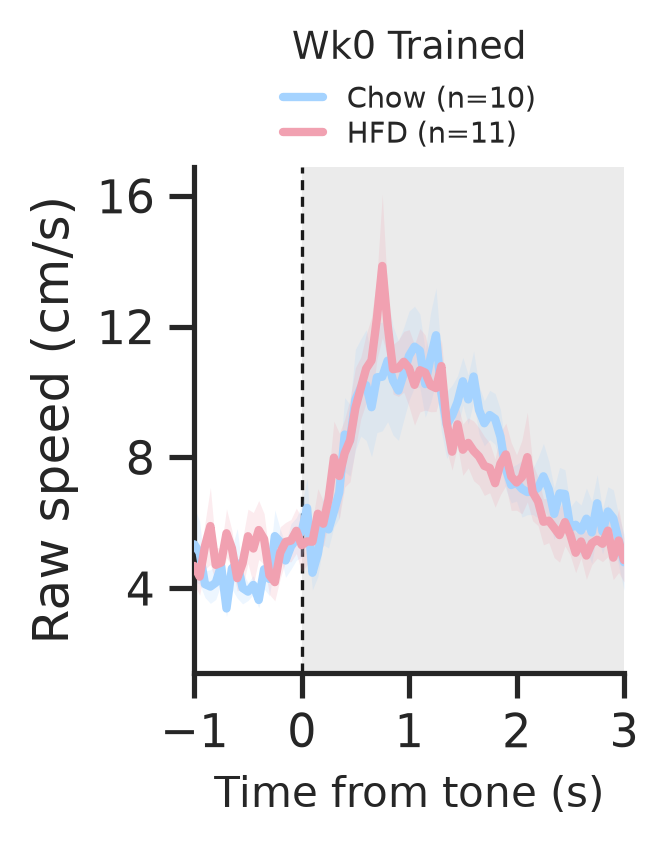 Wk0 Trained
Chow (n=10)
HFD (n=11)
Raw speed (cm/s)
16
12
8
4
−1 0 1 2 3
Time from tone (s)